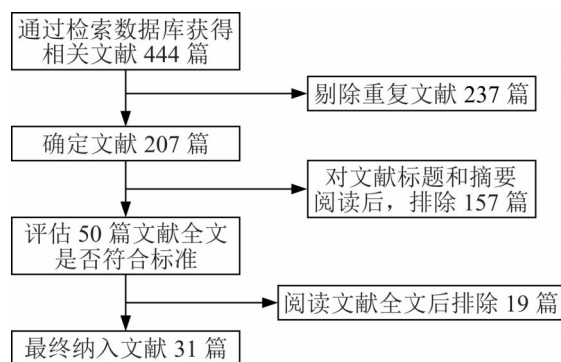 通过检索数据库获得
相关文献 444 篇
剔除重复文献 237 篇
确定文献 207 篇
对文献标题和摘要
阅读后，排除 157 篇
评估 50 篇文献全文
是否符合标准
阅读文献全文后排除 19 篇
最终纳入文献 31 篇